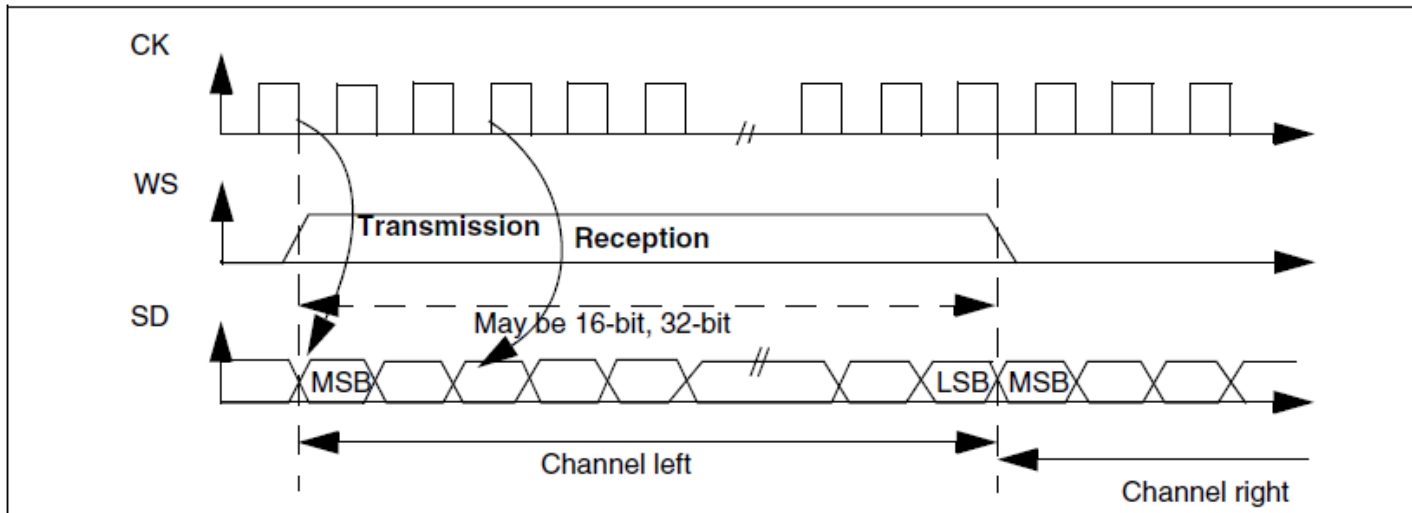 CK
WS
Transmission
Reception
SD
May be 16-bit, 32-bit
MSB
LSB
MSB
Channel left
Channel right